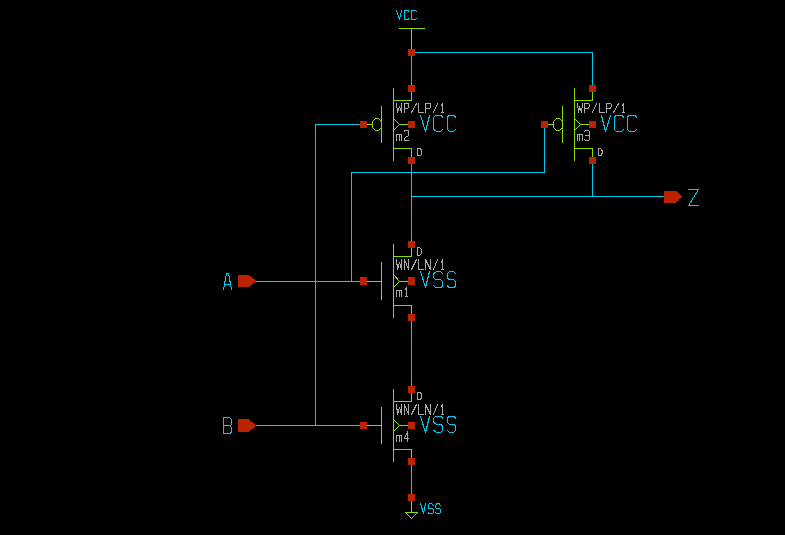 VCC
WP/LP/1
VCC
m2
D
WP/LP/1
VCC
m3
D
Z
D
WN/LN/1
A
VSS
m1
D
WN/LN/1
B
VSS
m4
VSS